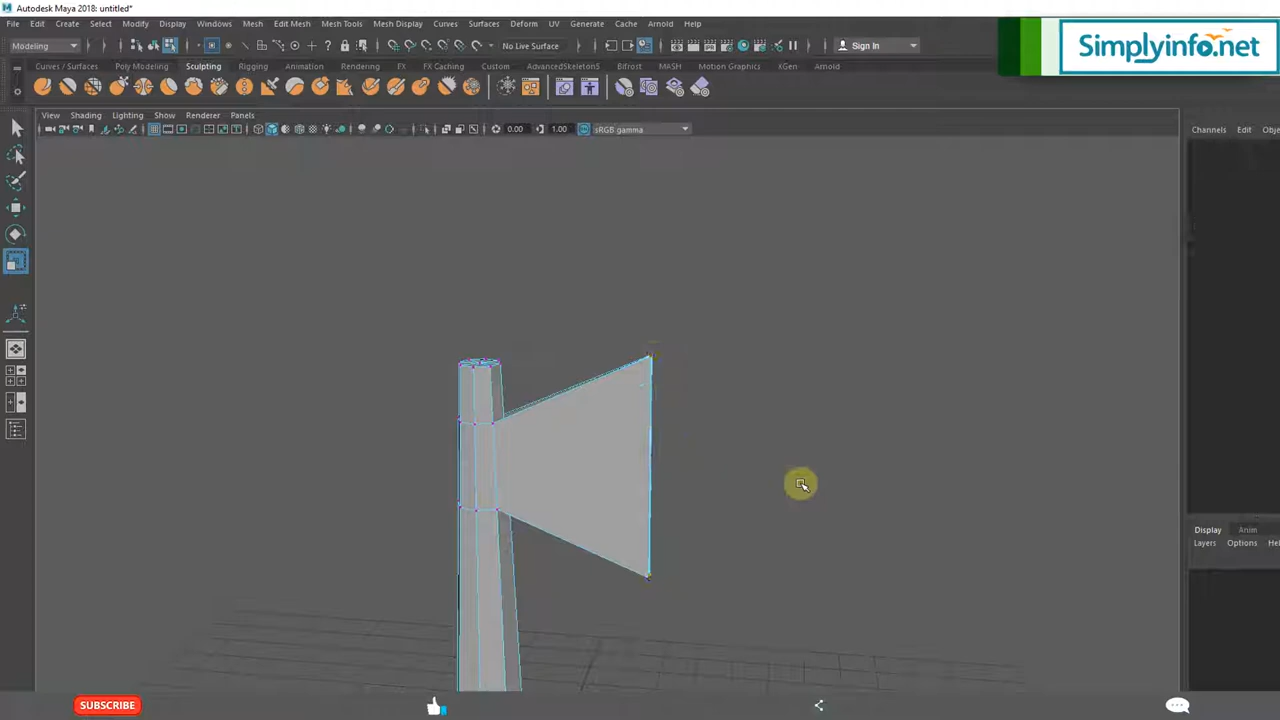 Autodesk Maya 2018: untitled*
File Edit Create Select Modify Display Windows Mesh Edit Mesh Mesh Tools Mesh Display Curves Surfaces Deform UV Generate Cache Arnold Help
Modeling No Live Surface Sign In
Simplyinfo.net
Curves / Surfaces Poly Modeling Sculpting Rigging Animation Rendering FX FX Caching Custom AdvancedSkeleton5 Bifrost MASH Motion Graphics XGen Arnold
View Shading Lighting Show Renderer Panels
0.00 1.00 sRGB gamma
Channels Edit Obje
Display Anim
Layers Options Hel
SUBSCRIBE